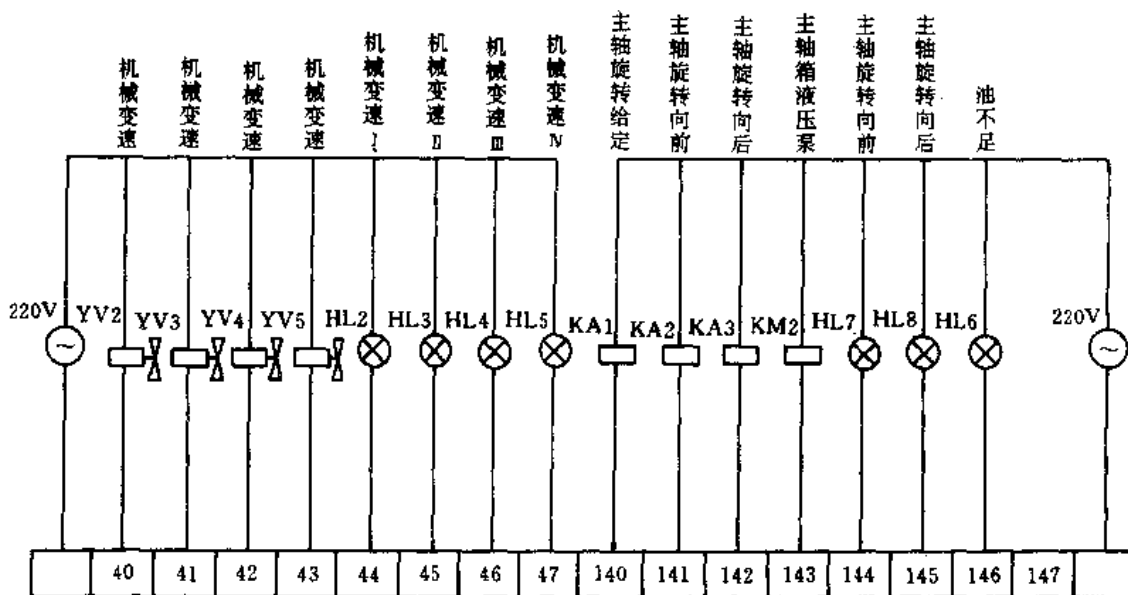 机械变速
机械变速
机械变速
机械变速
机械变速Ⅰ
机械变速Ⅱ
机械变速Ⅲ
机械变速Ⅳ
主轴旋转给定
主轴旋转向前
主轴旋转向后
主轴箱液压泵
主轴旋转向前
主轴旋转向后
油不足
220V YV2 YV3 YV4 YV5 HL2 HL3 HL4 HL5 KA1 KA2 KA3 KM2 HL7 HL8 HL6 220V
40 41 42 43 44 45 46 47 140 141 142 143 144 145 146 147